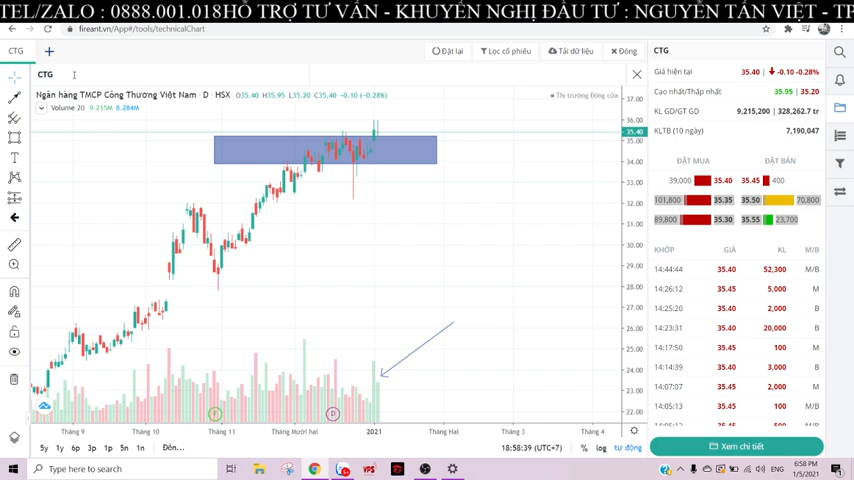 TEL/ZALO : 0888.001.018HỖ TRỢ TƯ VẤN - KHUYẾN NGHỊ ĐẦU TƯ : NGUYỄN TẤN VIỆT - TP
fireant.vn/App#/tools/technicalChart
CTG
Đặt lại
Lọc cổ phiếu
Tải dữ liệu
Đóng
CTG
CTG
Giá hiện tại 35.40 | -0.10 -0.28%
Ngân hàng TMCP Công Thương Việt Nam - D - HSX O35.40 H35.95 L35.20 C35.40 -0.10 (-0.28%)
Thị trường Đóng cửa
Cao nhất/Thấp nhất 35.95 | 35.20
Volume 20 9.215M 8.284M
KL GD/GT GD 9,215,200 | 328,262.7 tr
KLTB (10 ngày) 7,190,047
37.00
36.00
35.40
35.00
34.00
33.00
32.00
31.00
30.00
29.00
28.00
27.00
26.00
25.00
24.00
23.00
22.00
ĐẶT MUA ĐẶT BÁN
39,000 35.40 35.45 400
101,800 35.35 35.50 70,800
89,800 35.30 35.55 23,700
KHỚP GIÁ KL M/B
14:44:44 35.40 52,300 M/B
14:26:12 35.45 5,000 M
14:25:20 35.40 2,000 B
14:23:31 35.40 20,000 B
14:17:50 35.45 100 M
14:14:39 35.40 3,000 B
14:07:07 35.45 2,000 M
14:05:13 35.45 100 M
F
D
Tháng 9 Tháng 10 Tháng 11 Tháng Mười hai 2021 Tháng Hai Tháng 3 Tháng 4
5y 1y 6p 3p 1p 5n 1n Đến...
18:58:39 (UTC+7) % log tự động
Xem chi tiết
Type here to search
VPS
6:58 PM
1/5/2021